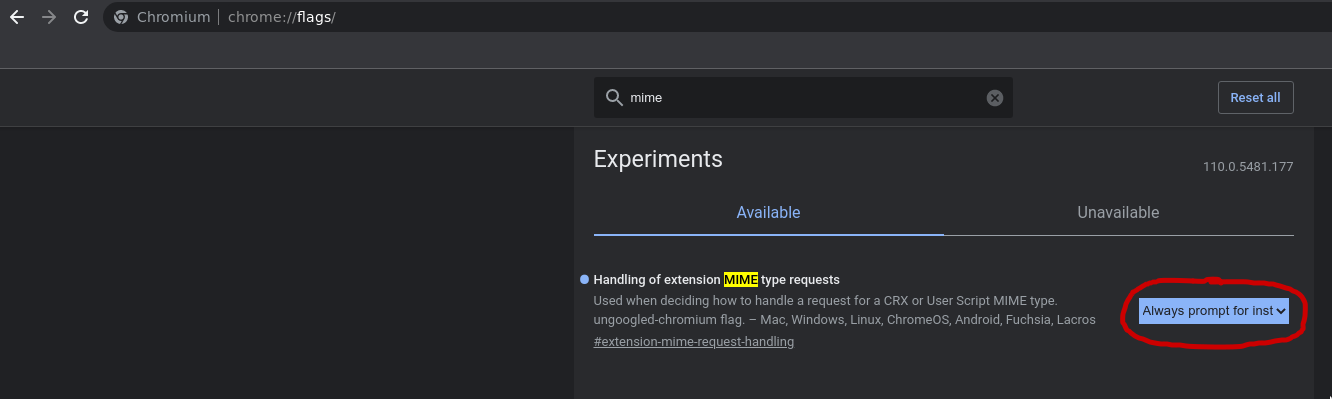 Chromium chrome://flags/
mime
Reset all
Experiments
110.0.5481.177
Available
Unavailable
Handling of extension MIME type requests
Used when deciding how to handle a request for a CRX or User Script MIME type.
ungoogled-chromium flag. – Mac, Windows, Linux, ChromeOS, Android, Fuchsia, Lacros
#extension-mime-request-handling
Always prompt for inst